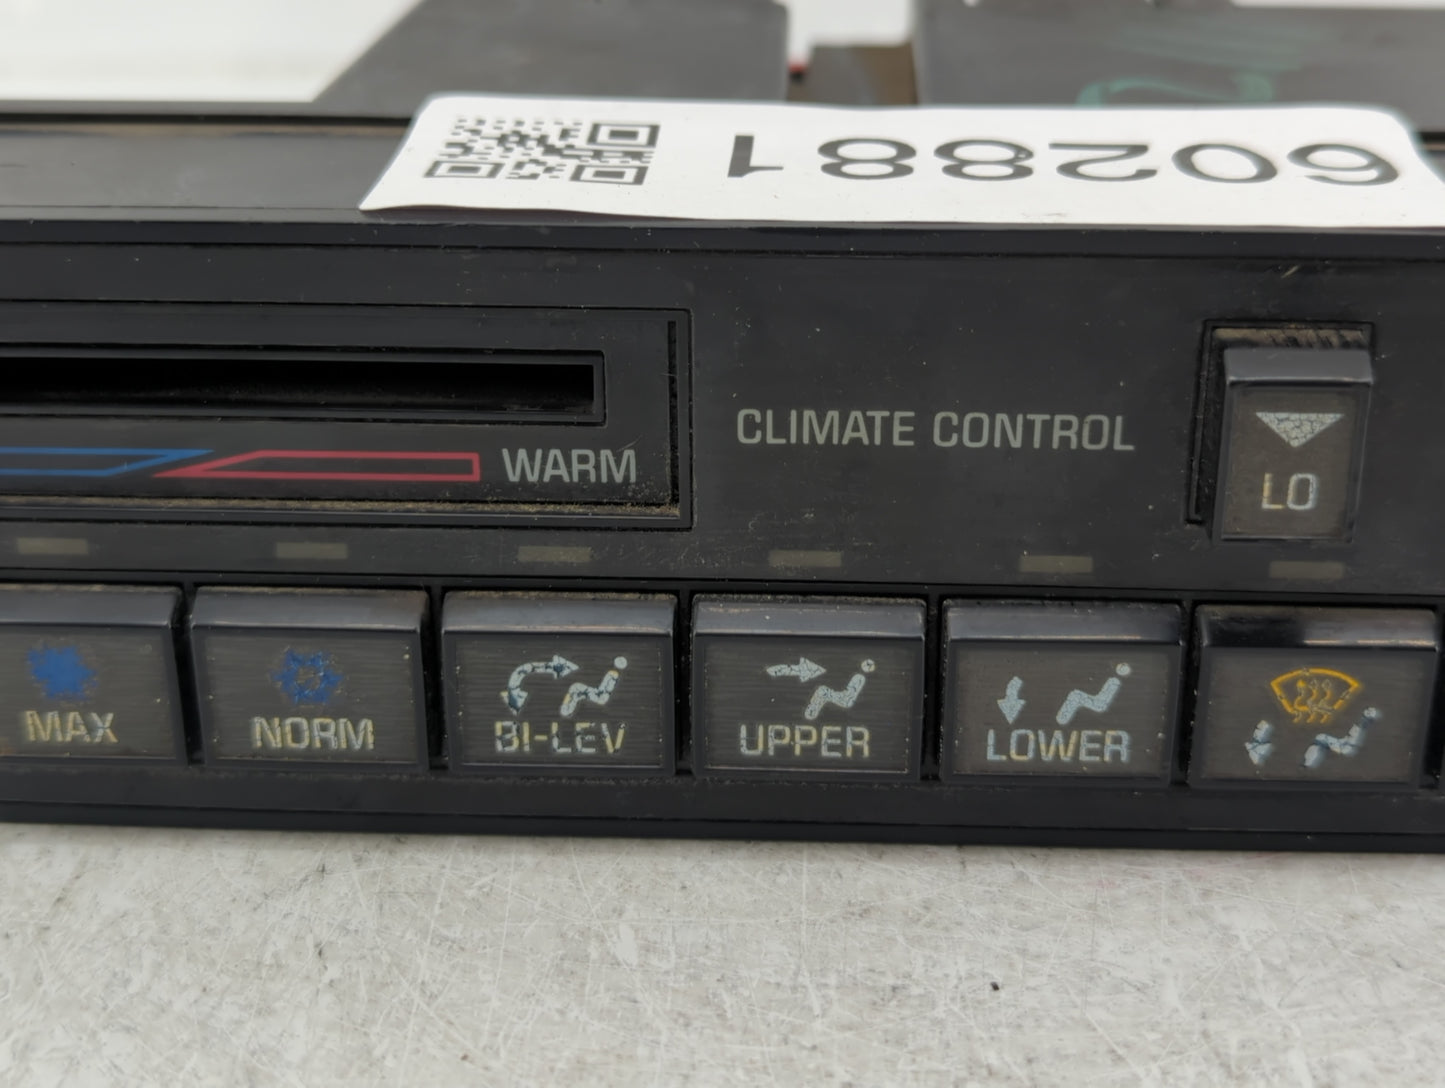 602881
CLIMATE CONTROL
WARM
LO
MAX
NORM
BI-LEV
UPPER
LOWER